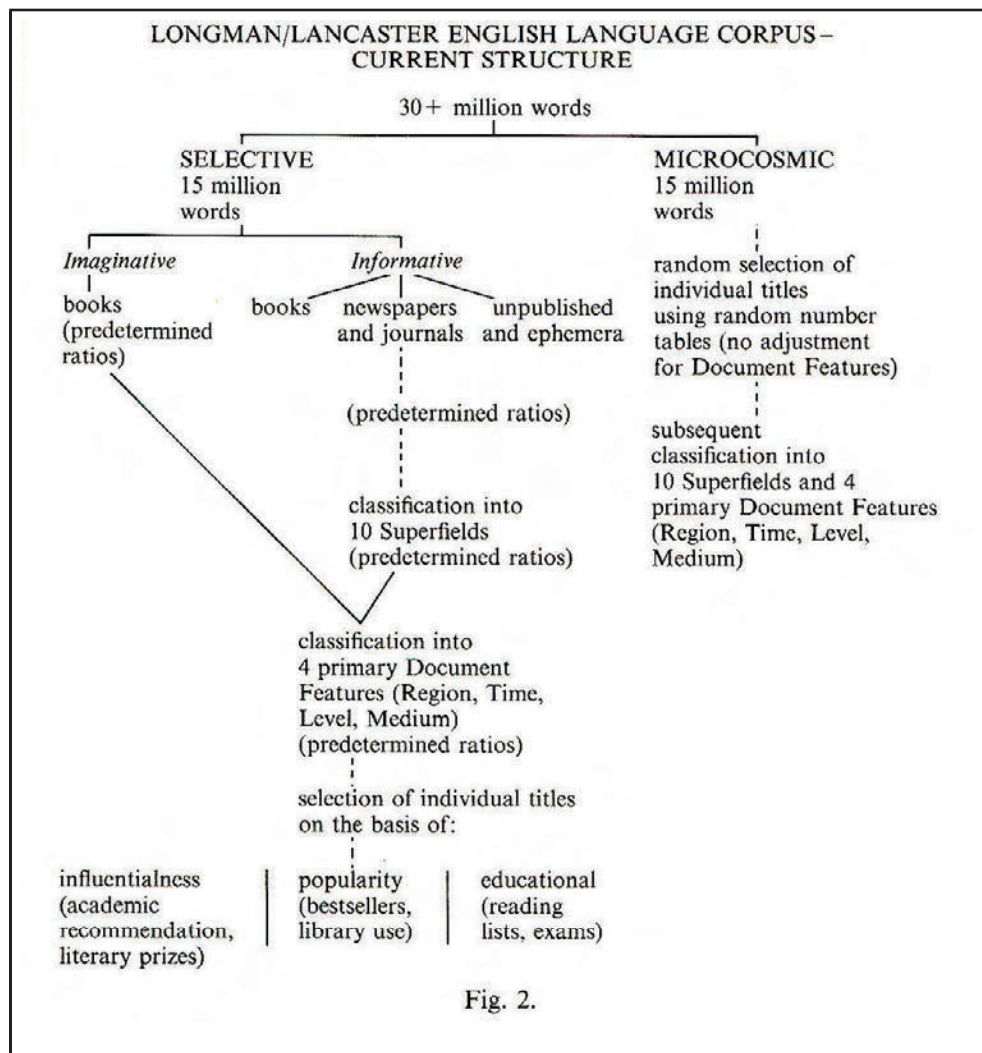 LONGMAN/LANCASTER ENGLISH LANGUAGE CORPUS–
CURRENT STRUCTURE
30+ million words
SELECTIVE
15 million
words
MICROCOSMIC
15 million
words
Imaginative
Informative
books
(predetermined
ratios)
books
newspapers
and journals
unpublished
and ephemera
random selection of
individual titles
using random number
tables (no adjustment
for Document Features)
(predetermined ratios)
subsequent
classification into
10 Superfields and 4
primary Document Features
(Region, Time, Level,
Medium)
classification into
10 Superfields
(predetermined ratios)
classification into
4 primary Document
Features (Region, Time,
Level, Medium)
(predetermined ratios)
selection of individual titles
on the basis of:
influentialness
(academic
recommendation,
literary prizes)
popularity
(bestsellers,
library use)
educational
(reading
lists, exams)
Fig. 2.